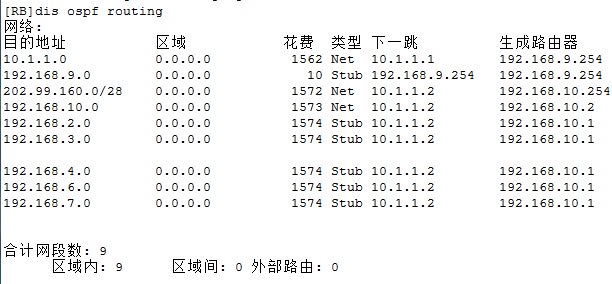 [RB]dis ospf routing
网络：
目的地址 区域 花费 类型 下一跳 生成路由器
10.1.1.0 0.0.0.0 1562 Net 10.1.1.1 192.168.9.254
192.168.9.0 0.0.0.0 10 Stub 192.168.9.254 192.168.9.254
202.99.160.0/28 0.0.0.0 1572 Net 10.1.1.2 192.168.10.254
192.168.10.0 0.0.0.0 1573 Net 10.1.1.2 192.168.10.2
192.168.2.0 0.0.0.0 1574 Stub 10.1.1.2 192.168.10.1
192.168.3.0 0.0.0.0 1574 Stub 10.1.1.2 192.168.10.1
192.168.4.0 0.0.0.0 1574 Stub 10.1.1.2 192.168.10.1
192.168.6.0 0.0.0.0 1574 Stub 10.1.1.2 192.168.10.1
192.168.7.0 0.0.0.0 1574 Stub 10.1.1.2 192.168.10.1
合计网段数：9
区域内：9 区域间：0 外部路由：0